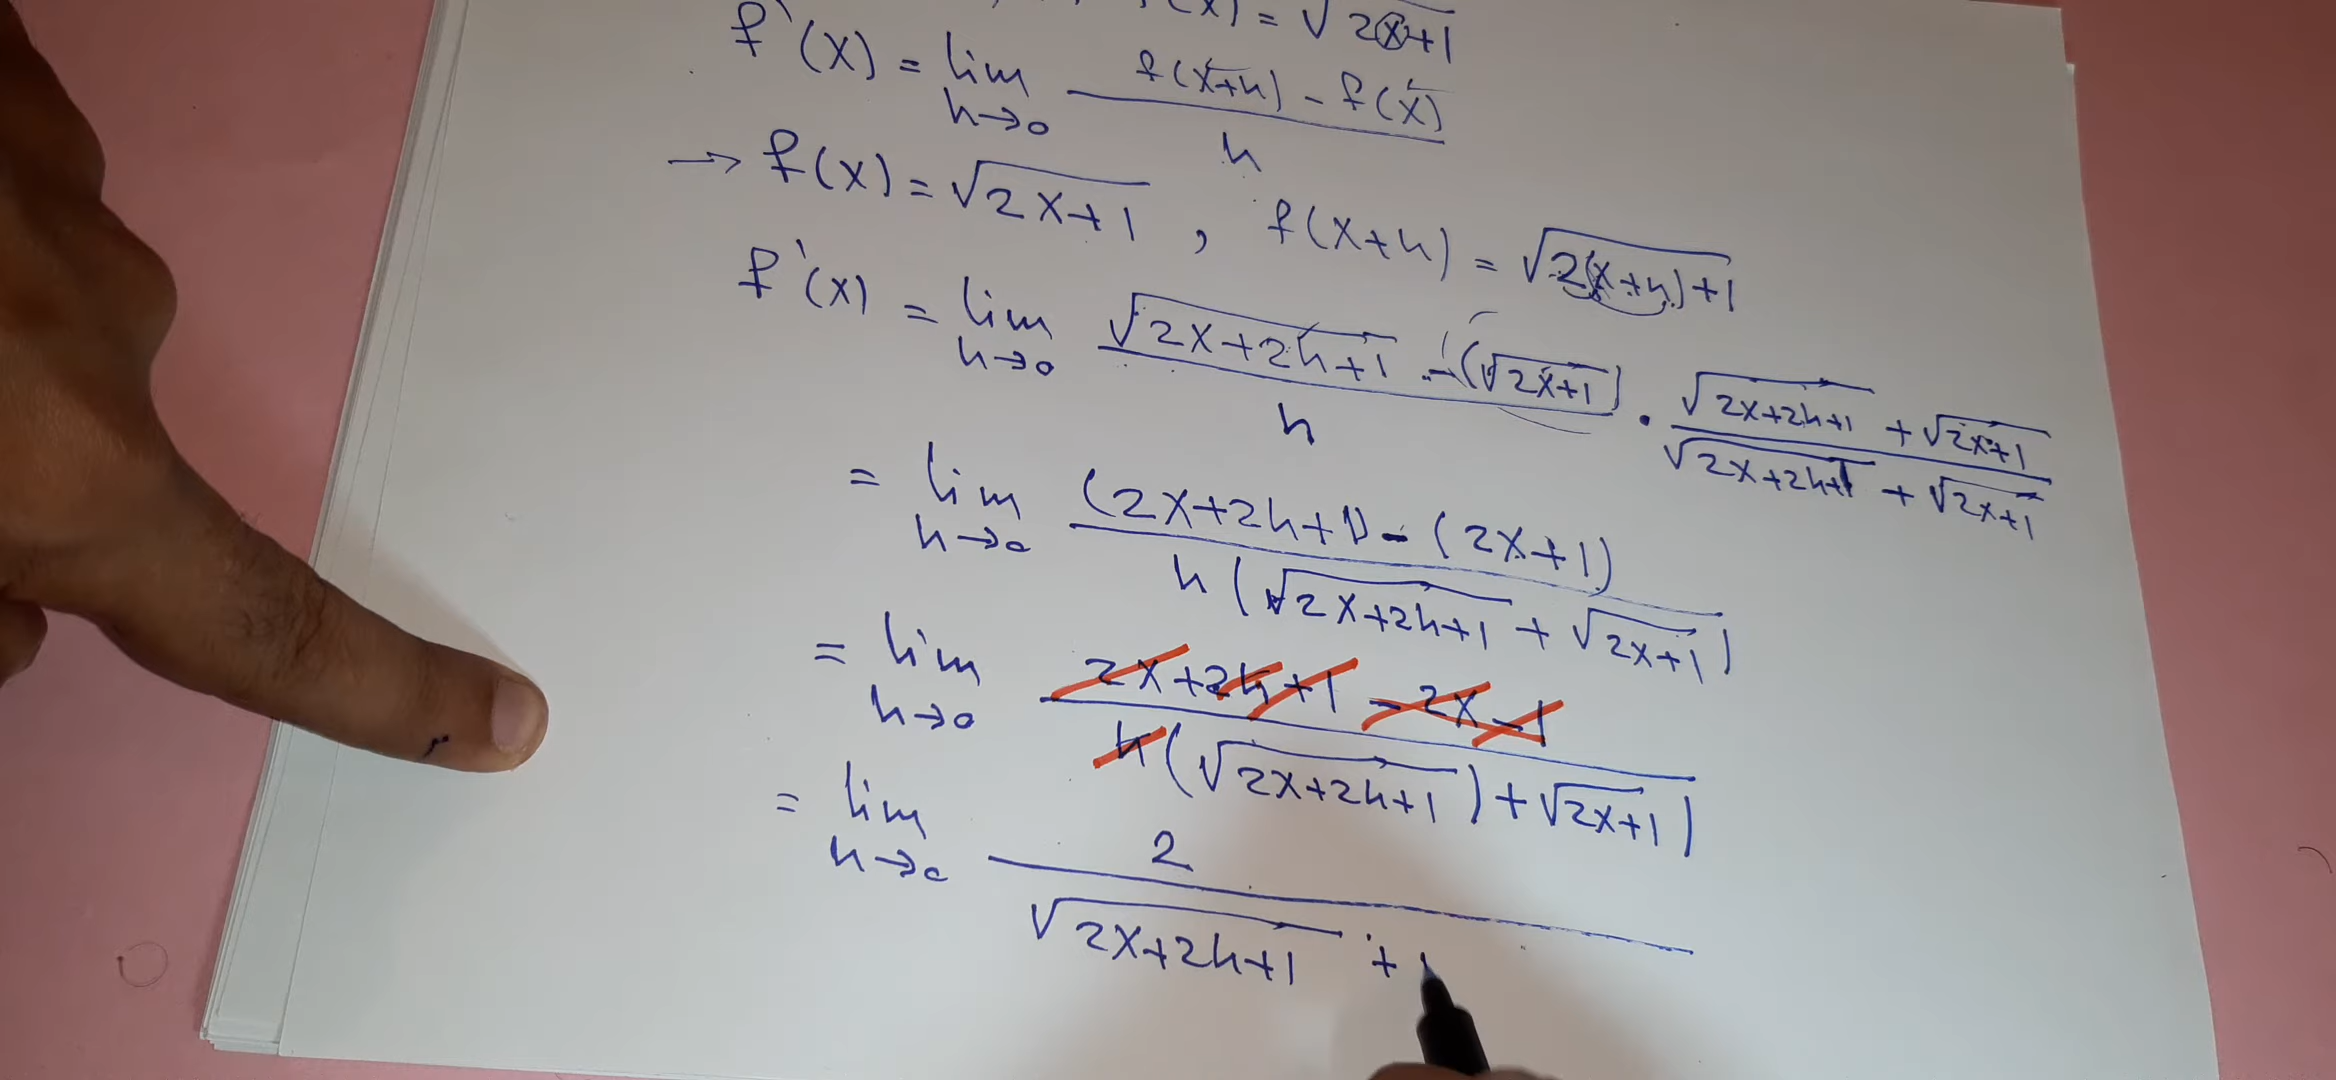 (x) = √2x+1
f'(x) = lim h→0 f(x+h) - f(x) / h
→ f(x) = √2x+1 , f(x+h) = √2(x+h)+1
f'(x) = lim h→0 √2x+2h+1 - (√2x+1) / h · √2x+2h+1 + √2x+1 / √2x+2h+1 + √2x+1
= lim h→0 (2x+2h+1) - (2x+1) / h(√2x+2h+1 + √2x+1)
= lim h→0 2x+2h+1 - 2x - 1 / h(√2x+2h+1) + √2x+1)
= lim h→0 2 / √2x+2h+1 +